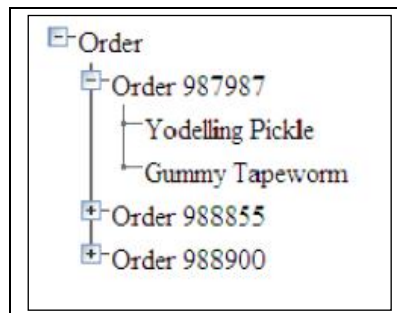 Order
Order 987987
Yodelling Pickle
Gummy Tapeworm
Order 988855
Order 988900